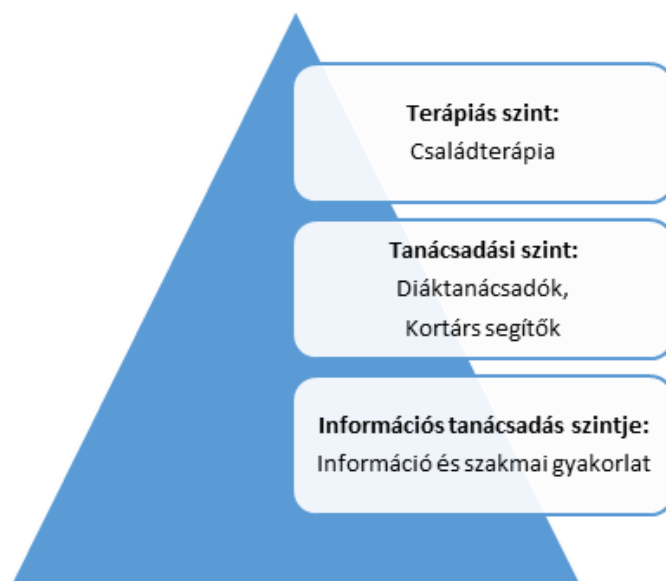 Terápiás szint:
Családterápia
Tanácsadási szint:
Diáktanácsadók,
Kortárs segítők
Információs tanácsadás szintje:
Információ és szakmai gyakorlat